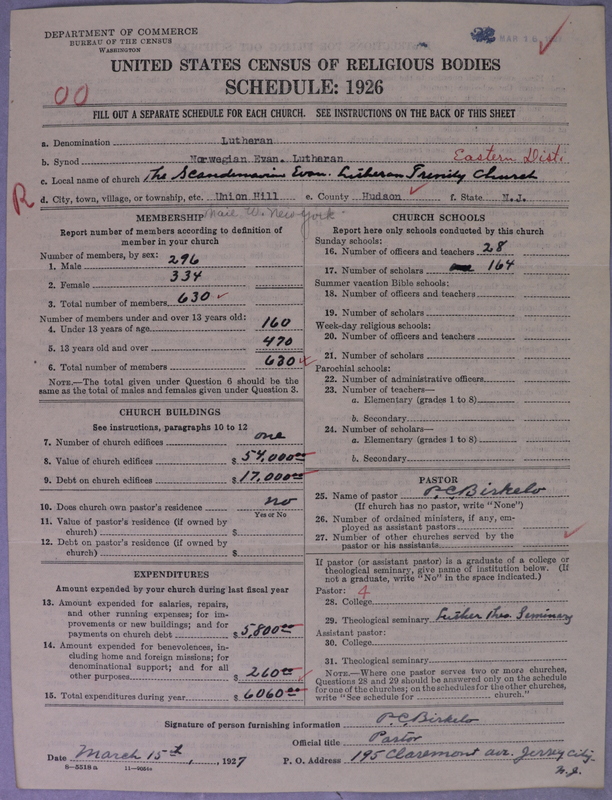 DEPARTMENT OF COMMERCE
BUREAU OF THE CENSUS
WASHINGTON
UNITED STATES CENSUS OF RELIGIOUS BODIES
SCHEDULE: 1926
00
FILL OUT A SEPARATE SCHEDULE FOR EACH CHURCH. SEE INSTRUCTIONS ON THE BACK OF THIS SHEET
a. Denomination Lutheran
b. Synod Norwegian Evan. Lutheran Eastern Dist.
c. Local name of church The Scandenavin Evan. Lutheran Trinity Church
R
d. City, town, village, or township, etc. Union Hill e. County Hudson f. State N.J.
Mail W. New York
MEMBERSHIP
Report number of members according to definition of
member in your church
Number of members, by sex:
1. Male 296
2. Female 334
3. Total number of members 630
Number of members under and over 13 years old:
4. Under 13 years of age 160
5. 13 years old and over 470
6. Total number of members 630
NOTE.—The total given under Question 6 should be the
same as the total of males and females given under Question 3.
CHURCH BUILDINGS
See instructions, paragraphs 10 to 12
7. Number of church edifices one
8. Value of church edifices $ 54,000.00
9. Debt on church edifices $ 17,000.00
10. Does church own pastor's residence? no
Yes or No
11. Value of pastor's residence (if owned by
church) $
12. Debt on pastor's residence (if owned by
church) $
EXPENDITURES
Amount expended by your church during last fiscal year
13. Amount expended for salaries, repairs,
and other running expenses; for im-
provements or new buildings; and for
payments on church debt $ 5,800.00
14. Amount expended for benevolences, in-
cluding home and foreign missions; for
denominational support; and for all
other purposes $ 260.00
15. Total expenditures during year $ 6060.00
CHURCH SCHOOLS
Report here only schools conducted by this church
Sunday schools:
16. Number of officers and teachers 28
17. Number of scholars 164
Summer vacation Bible schools:
18. Number of officers and teachers
19. Number of scholars
Week-day religious schools:
20. Number of officers and teachers
21. Number of scholars
Parochial schools:
22. Number of administrative officers
23. Number of teachers—
a. Elementary (grades 1 to 8)
b. Secondary
24. Number of scholars—
a. Elementary (grades 1 to 8)
b. Secondary
PASTOR
25. Name of pastor P.C. Birkelo
(If church has no pastor, write "None")
26. Number of ordained ministers, if any, em-
ployed as assistant pastors
27. Number of other churches served by the
pastor or his assistants
If pastor (or assistant pastor) is a graduate of a college or
theological seminary, give name of institution below. (If
not a graduate, write "No" in the space indicated.)
Pastor: 4
28. College
29. Theological seminary Luther Theo. Seminary
Assistant pastor:
30. College
31. Theological seminary
NOTE.—Where one pastor serves two or more churches,
Questions 28 and 29 should be answered only on the schedule
for one of the churches; on the schedules for the other churches,
write "See schedule for church."
Signature of person furnishing information P.C. Birkelo
Official title Pastor
Date March 15th, 1927 P. O. Address 195 Claremont av. Jersey City
N.J.
8-5318a